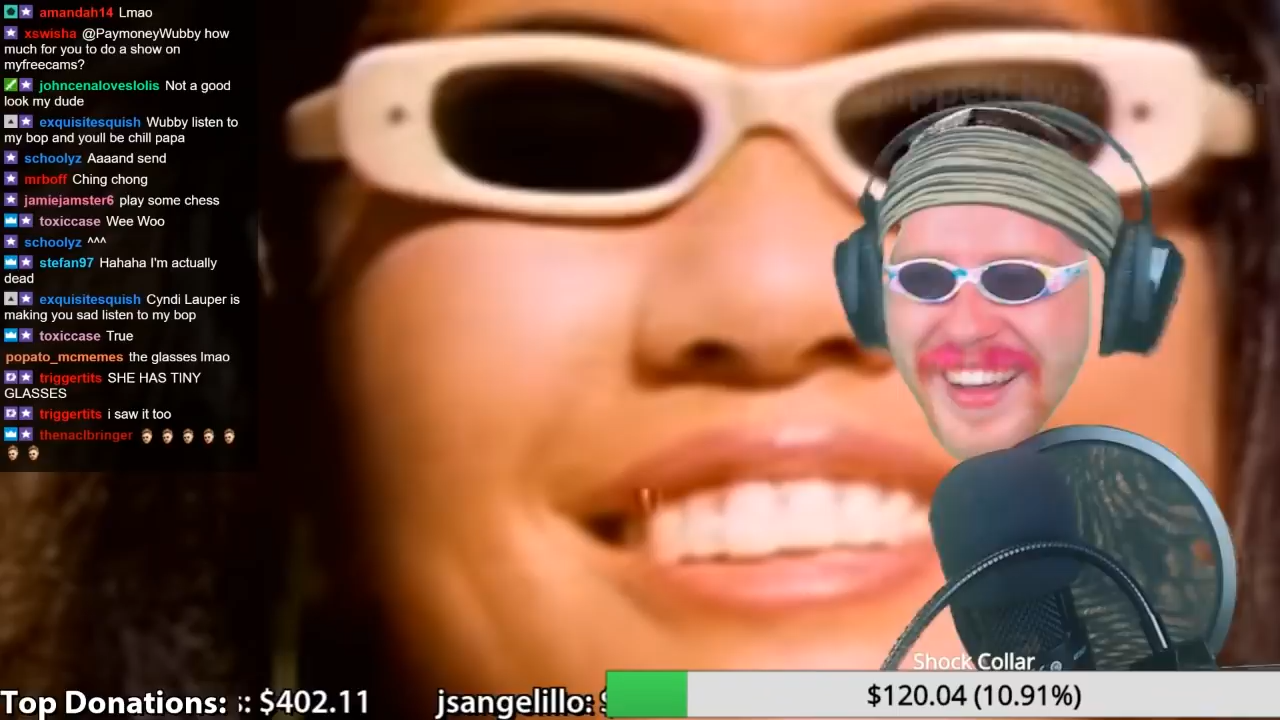 amandah14 Lmao
xswisha @PaymoneyWubby how
much for you to do a show on
myfreecams?
johncenaloveslolis Not a good
look my dude
exquisitesquish Wubby listen to
my bop and youll be chill papa
schoolyz Aaaand send
mrboff Ching chong
jamiejamster6 play some chess
toxiccase Wee Woo
schoolyz ^^^
stefan97 Hahaha I'm actually
dead
exquisitesquish Cyndi Lauper is
making you sad listen to my bop
toxiccase True
popato_mcmemes the glasses lmao
triggertits SHE HAS TINY
GLASSES
triggertits i saw it too
thenaclbringer
Shock Collar
Top Donations: : $402.11 jsangelillo: $
$120.04 (10.91%)